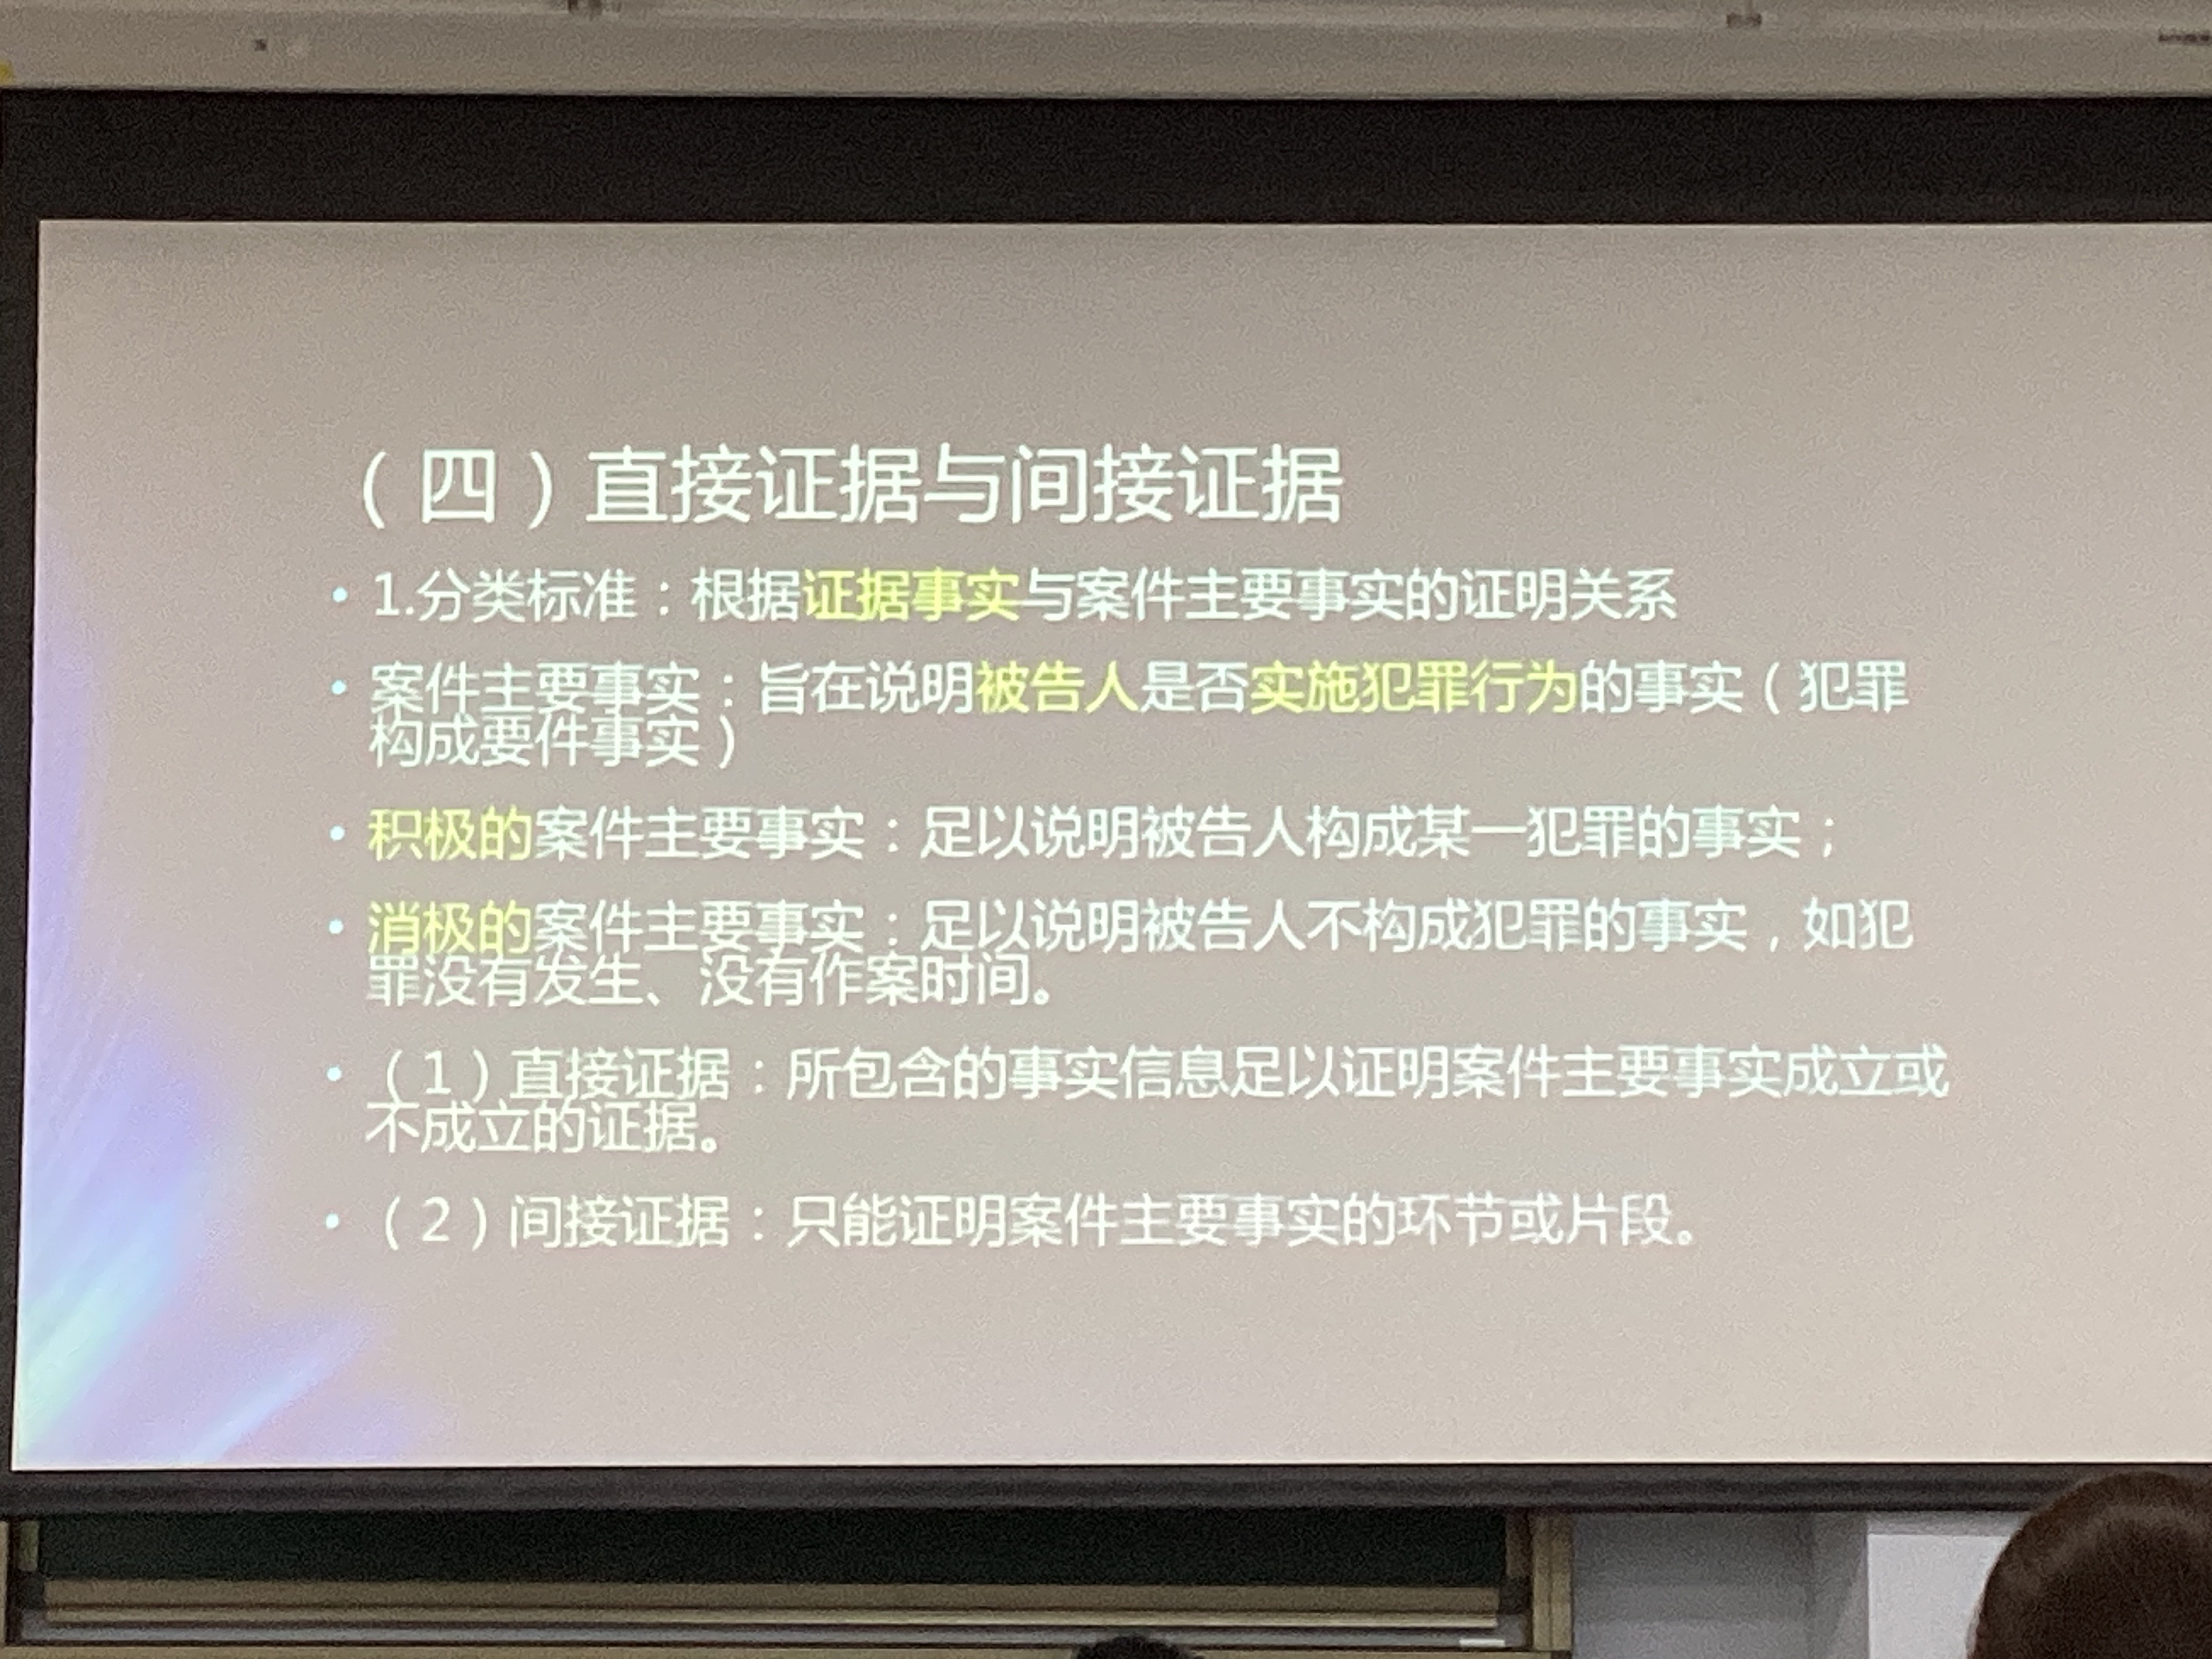 （四）直接证据与间接证据
• 1.分类标准：根据证据事实与案件主要事实的证明关系
• 案件主要事实：旨在说明被告人是否实施犯罪行为的事实（犯罪
构成要件事实）
• 积极的案件主要事实：足以说明被告人构成某一犯罪的事实；
• 消极的案件主要事实：足以说明被告人不构成犯罪的事实，如犯
罪没有发生、没有作案时间。
• （1）直接证据：所包含的事实信息足以证明案件主要事实成立或
不成立的证据。
• （2）间接证据：只能证明案件主要事实的环节或片段。